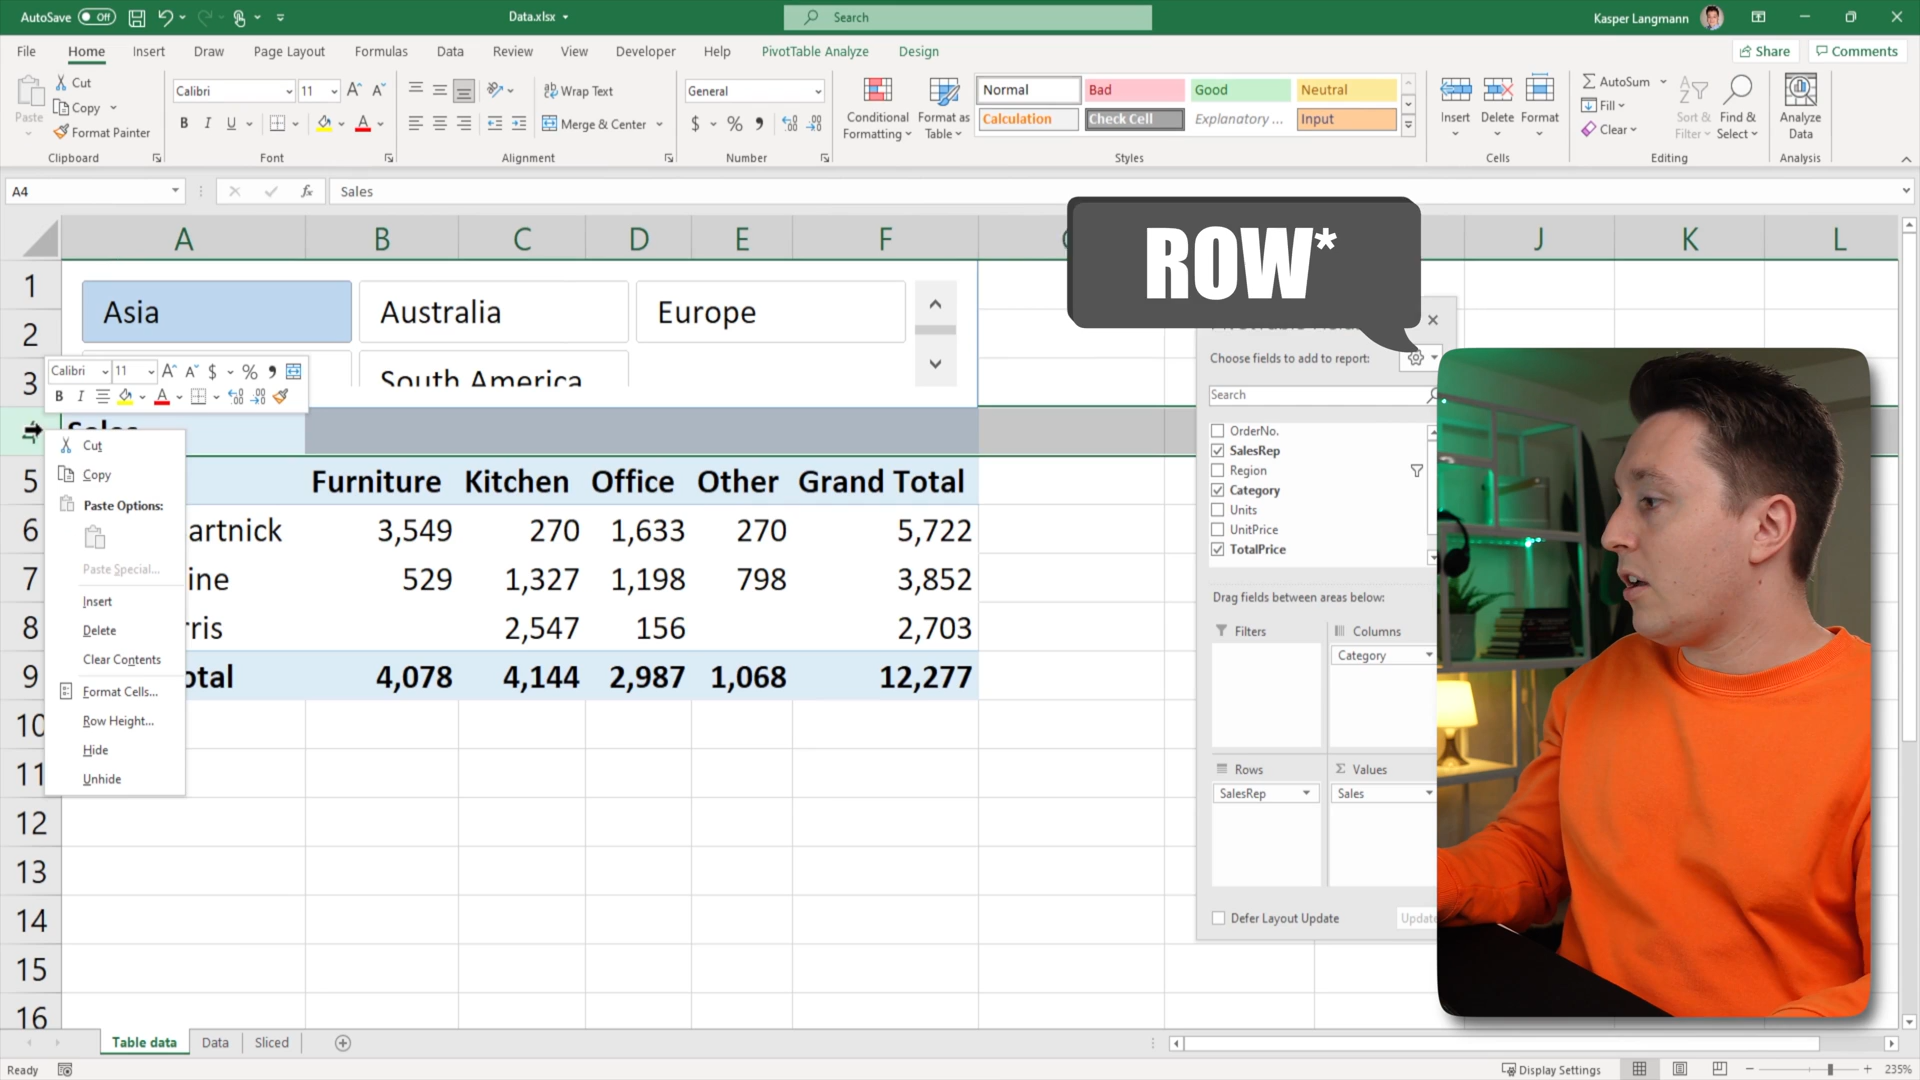 AutoSave Off
Data.xlsx
Search
Kasper Langmann
File Home Insert Draw Page Layout Formulas Data Review View Developer Help PivotTable Analyze Design
Share Comments
Paste
Cut
Copy
Format Painter
Clipboard
Calibri 11
B I U
Font
Wrap Text
Merge & Center
Alignment
General
$ % 9
Number
Conditional Formatting
Format as Table
Normal Bad Good Neutral
Calculation Check Cell Explanatory ... Input
Styles
Insert Delete Format
Cells
AutoSum
Fill
Clear
Sort & Filter
Find & Select
Editing
Analyze Data
Analysis
A4
fx
Sales
ROW*
A B C D E F J K L
1
2
3
Asia Australia Europe
South America
Calibri 11 $ % 9
B I
5 Furniture Kitchen Office Other Grand Total
6 artnick 3,549 270 1,633 270 5,722
7 ine 529 1,327 1,198 798 3,852
8 rris 2,547 156 2,703
9 otal 4,078 4,144 2,987 1,068 12,277
10
11
12
13
14
15
16
Cut
Copy
Paste Options:
Paste Special...
Insert
Delete
Clear Contents
Format Cells...
Row Height...
Hide
Unhide
Choose fields to add to report:
Search
OrderNo.
SalesRep
Region
Category
Units
UnitPrice
TotalPrice
Drag fields between areas below:
Filters
Columns
Category
Rows
SalesRep
Values
Sales
Defer Layout Update
Update
Table data Data Sliced
Ready
Display Settings
235%